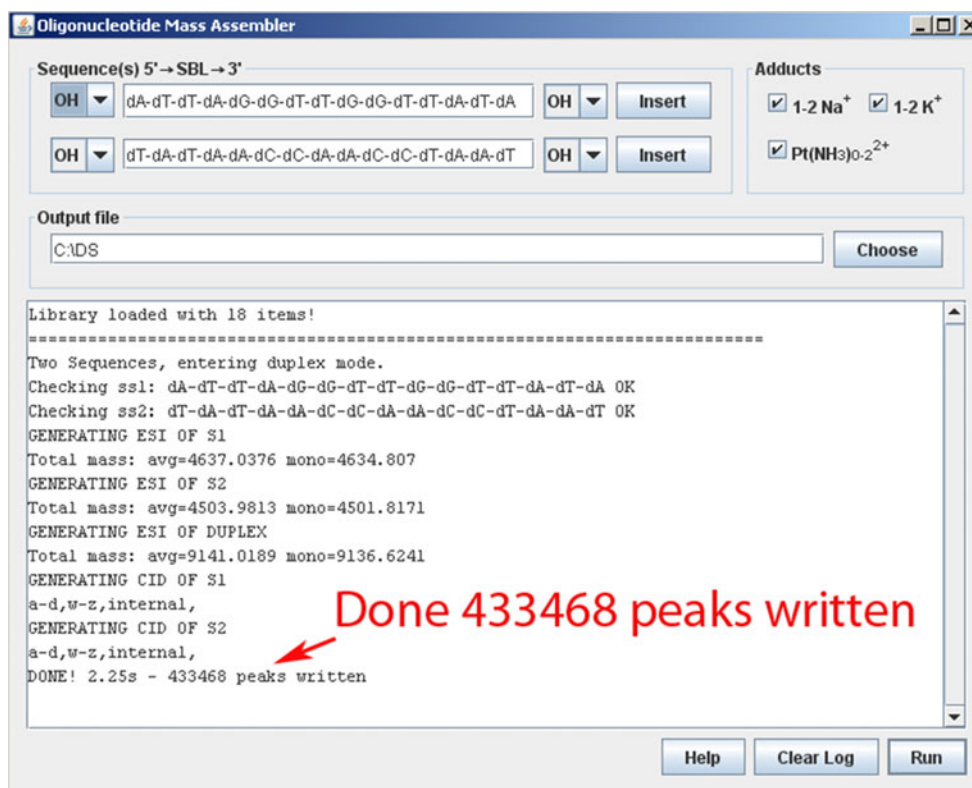 Oligonucleotide Mass Assembler
Sequence(s) 5'→SBL→3'
Adducts
OH dA-dT-dT-dA-dG-dG-dT-dT-dG-dG-dT-dT-dA-dT-dA OH Insert
1-2 Na+ 1-2 K+
OH dT-dA-dT-dA-dA-dC-dC-dA-dA-dC-dC-dT-dA-dA-dT OH Insert
Pt(NH3)0-2 2+
Output file
C:\DS Choose
Library loaded with 18 items!
==========================================================================
Two Sequences, entering duplex mode.
Checking ss1: dA-dT-dT-dA-dG-dG-dT-dT-dG-dG-dT-dT-dA-dT-dA OK
Checking ss2: dT-dA-dT-dA-dA-dC-dC-dA-dA-dC-dC-dT-dA-dA-dT OK
GENERATING ESI OF S1
Total mass: avg=4637.0376 mono=4634.807
GENERATING ESI OF S2
Total mass: avg=4503.9813 mono=4501.8171
GENERATING ESI OF DUPLEX
Total mass: avg=9141.0189 mono=9136.6241
GENERATING CID OF S1
a-d,w-z,internal,
Done 433468 peaks written
GENERATING CID OF S2
a-d,w-z,internal,
DONE! 2.25s - 433468 peaks written
Help Clear Log Run